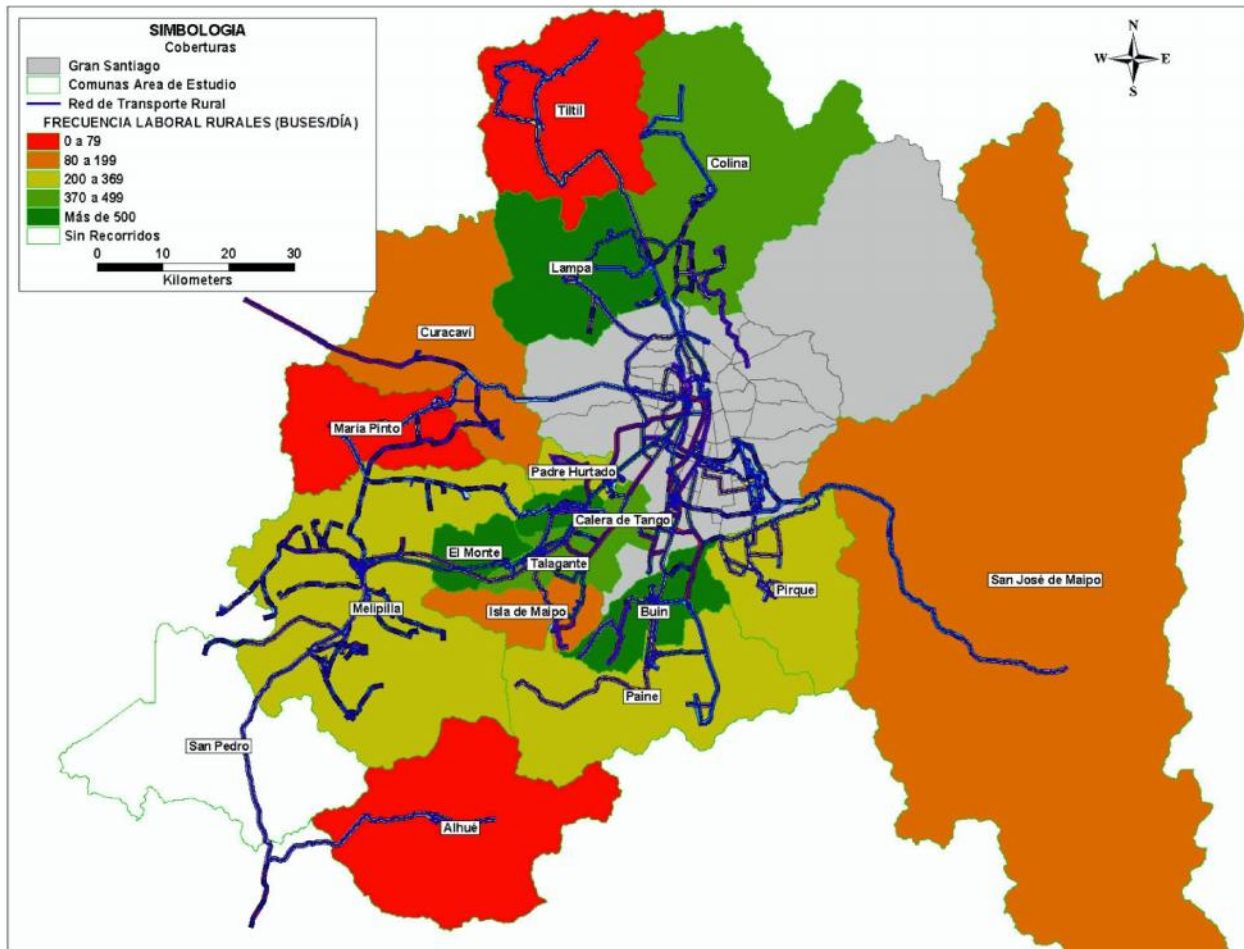 SIMBOLOGIA
Coberturas
Gran Santiago
Comunas Area de Estudio
Red de Transporte Rural
FRECUENCIA LABORAL RURALES (BUSES/DÍA)
0 a 79
80 a 199
200 a 369
370 a 499
Más de 500
Sin Recorridos
0 10 20 30
Kilometers
N
W E
S
Tiltil
Colina
Lampa
Curacaví
María Pinto
Padre Hurtado
Calera de Tango
El Monte
Talagante
San José de Maipo
Pirque
Melipilla
Isla de Maipo
Buin
Paine
San Pedro
Alhué